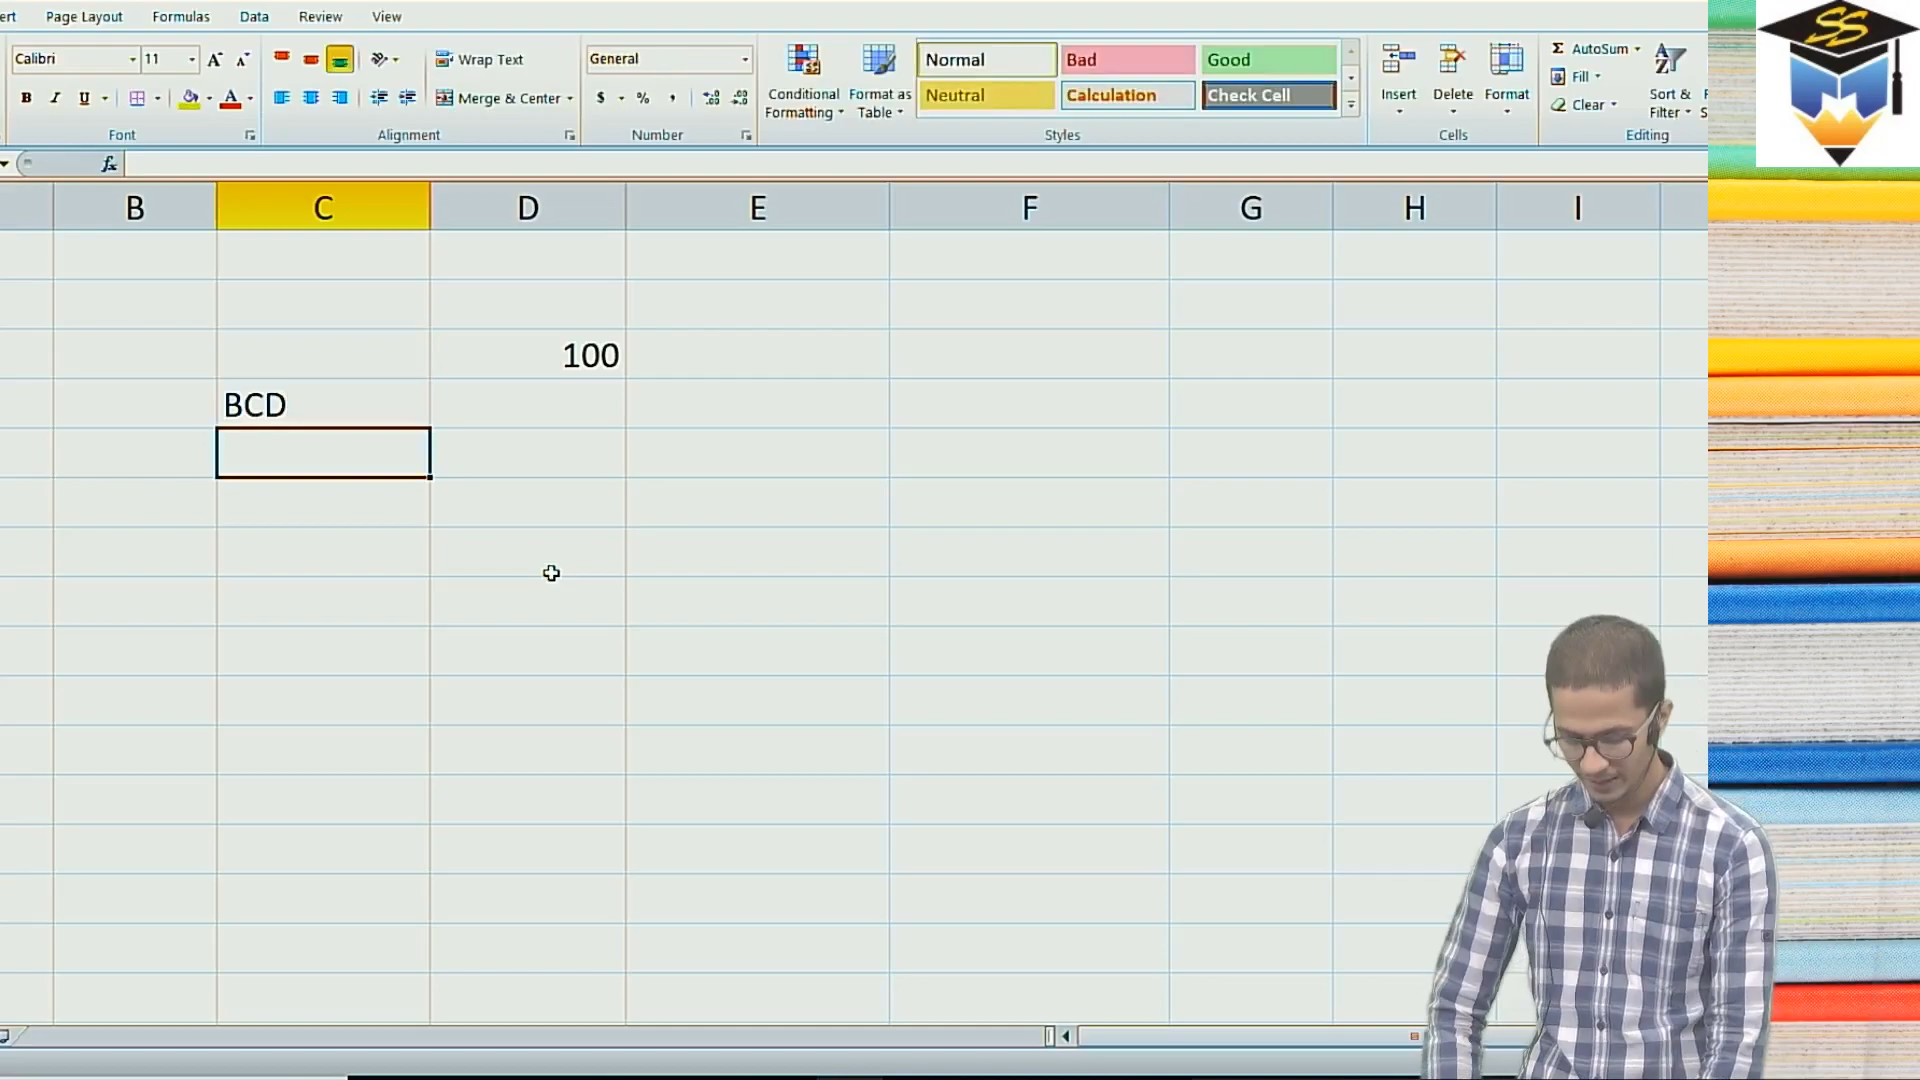 ert Page Layout Formulas Data Review View
Calibri 11 A A Wrap Text General Normal Bad Good AutoSum
Fill
B I U A Merge & Center $ % , Conditional Formatting Format as Table Neutral Calculation Check Cell Insert Delete Format Clear Sort & Filter S
Font Alignment Number Styles Cells Editing
fx
B C D E F G H I
100
BCD
SS